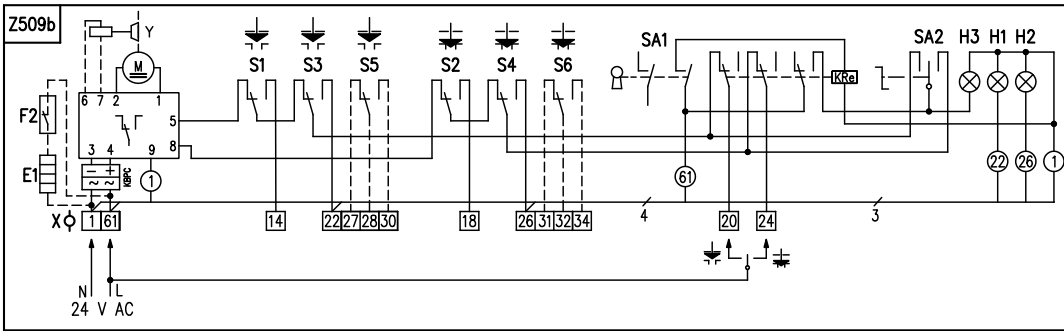 Z509b
Y
M
6 7 2 1
F2
5
8
3 4 9
E1
− +
~ ~
KBPC
1
X 1 61
N L
24 V AC
S1 S3 S5 S2 S4 S6
14 22 27 28 30 18 26 31 32 34
SA1
KRe
SA2 H3 H1 H2
61
22 26 1
4 3
20 24